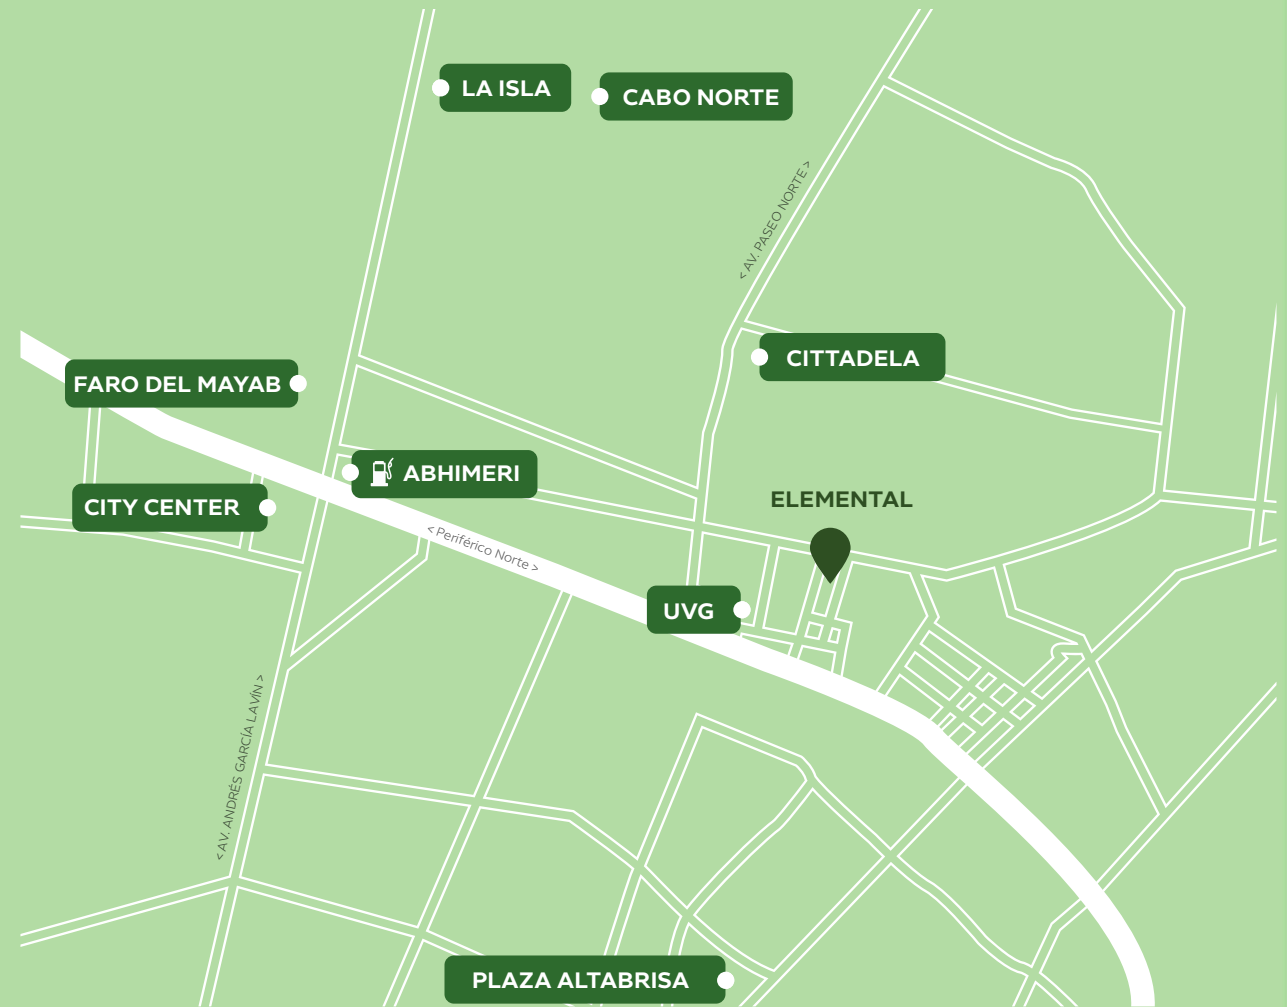 LA ISLA
CABO NORTE
< AV. PASEO NORTE >
CITTADELA
FARO DEL MAYAB
ABHIMERI
CITY CENTER
ELEMENTAL
< Periférico Norte >
UVG
< AV. ANDRÉS GARCÍA LAVÍN >
PLAZA ALTABRISA